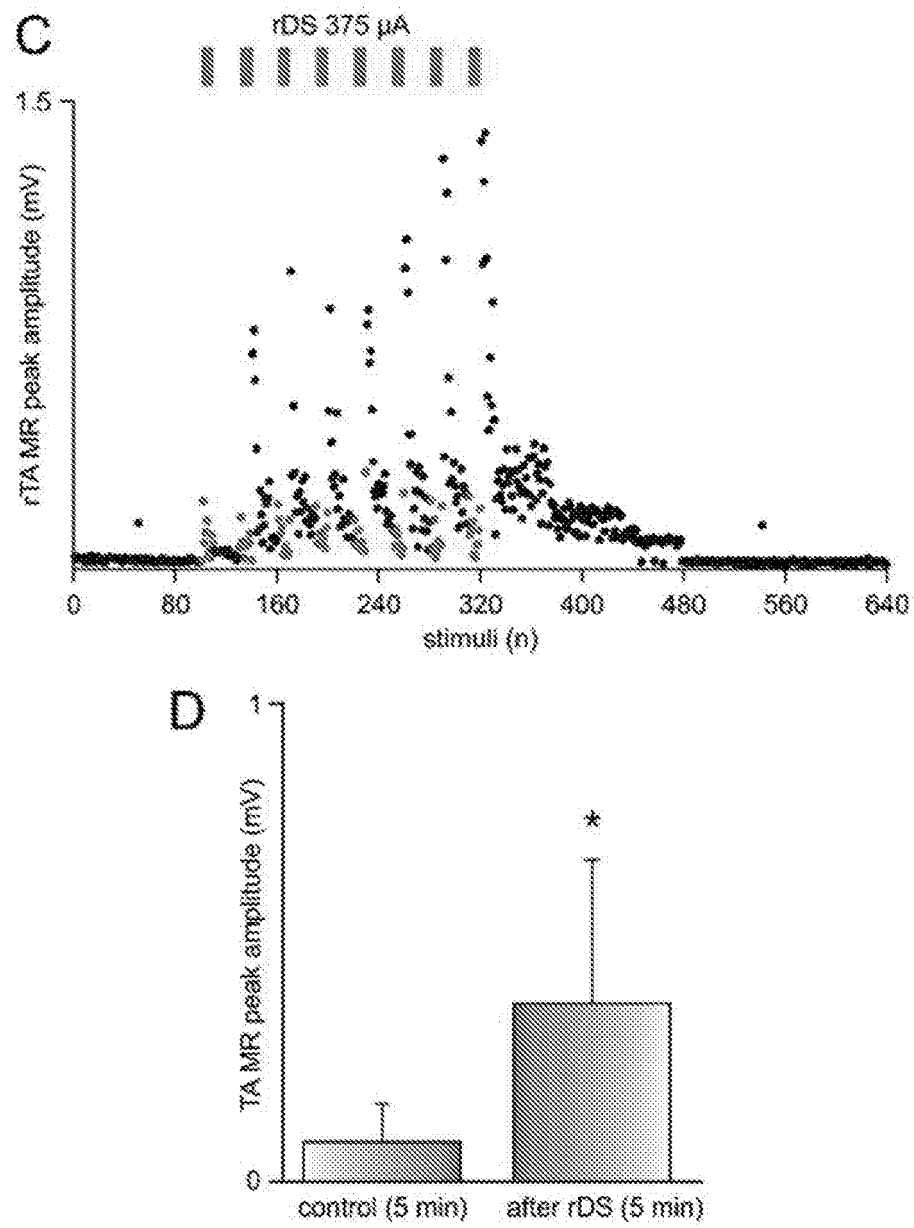 C
rDS 375 µA
1.5
rTA MR peak amplitude (mV)
0 80 160 240 320 400 480 560 640
stimuli (n)
D
1
TA MR peak amplitude (mV)
*
0
control (5 min) after rDS (5 min)